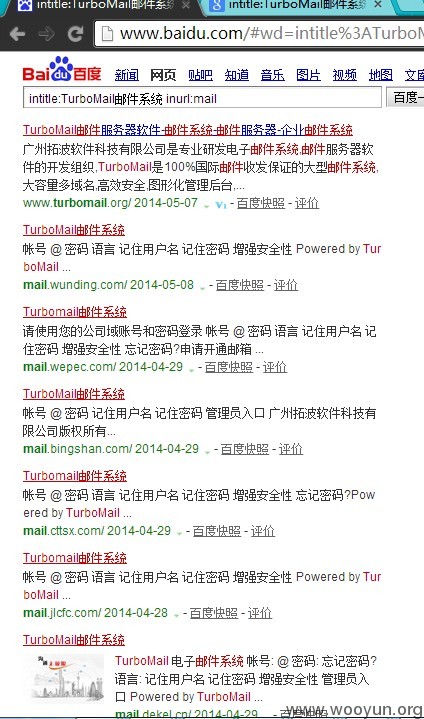 TurboMail邮件系统
intitle:TurboMail邮件系
www.baidu.com/#wd=intitle%3ATurboM
Bai du 百度 新闻 网页 贴吧 知道 音乐 图片 视频 地图 文库
intitle:TurboMail邮件系统 inurl:mail 百度一
TurboMail邮件服务器软件-邮件系统-邮件服务器-企业邮件系统
广州拓波软件科技有限公司是专业研发电子邮件系统,邮件服务器软
件的开发组织,TurboMail是100%国际邮件收发保证的大型邮件系统,
大容量多域名,高效安全,图形化管理后台,...
www.turbomail.org/ 2014-05-07 V1 - 百度快照 - 评价
TurboMail邮件系统
帐号 @ 密码 语言 记住用户名 记住密码 增强安全性 Powered by Tur
boMail ...
mail.wunding.com/ 2014-05-08 - 百度快照 - 评价
Turbomail邮件系统
请使用您的公司域账号和密码登录 帐号 @ 密码 语言 记住用户名 记
住密码 增强安全性 忘记密码?申请开通邮箱 ...
mail.wepec.com/ 2014-04-29 - 百度快照 - 评价
TurboMail邮件系统
帐号 @ 密码 记住用户名 记住密码 管理员入口 广州拓波软件科技有
限公司版权所有...
mail.bingshan.com/ 2014-04-29 - 百度快照 - 评价
Turbomail邮件系统
帐号 @ 密码 语言 记住用户名 记住密码 增强安全性 忘记密码?Pow
ered by TurboMail ...
mail.cttsx.com/ 2014-04-29 - 百度快照 - 评价
Turbomail邮件系统
帐号 @ 密码 语言 记住用户名 记住密码 增强安全性 Powered by Tur
boMail ...
mail.jlcfc.com/ 2014-04-28 - 百度快照 - 评价
TurboMail邮件系统
TurboMail 电子邮件系统 帐号: @ 密码: 忘记密码?
语言: 记住用户名 记住密码 增强安全性 管理员入
口 Powered by TurboMail ...
mail.dekel.cn/ 2014-04-29 - 百度快照 - 评价
www.wooyun.org